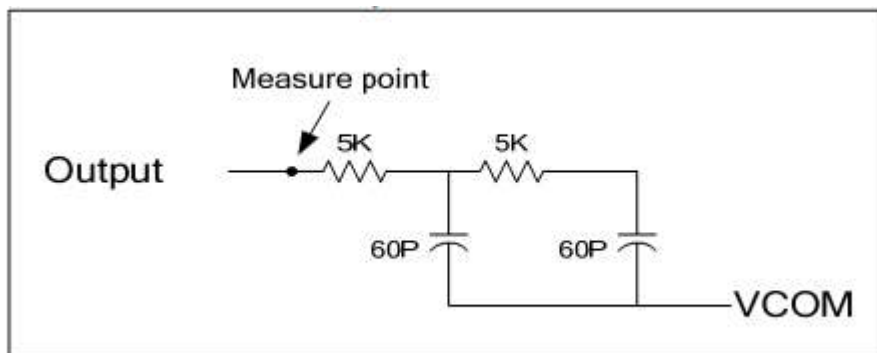 Measure point
5K
5K
Output
60P
60P
VCOM